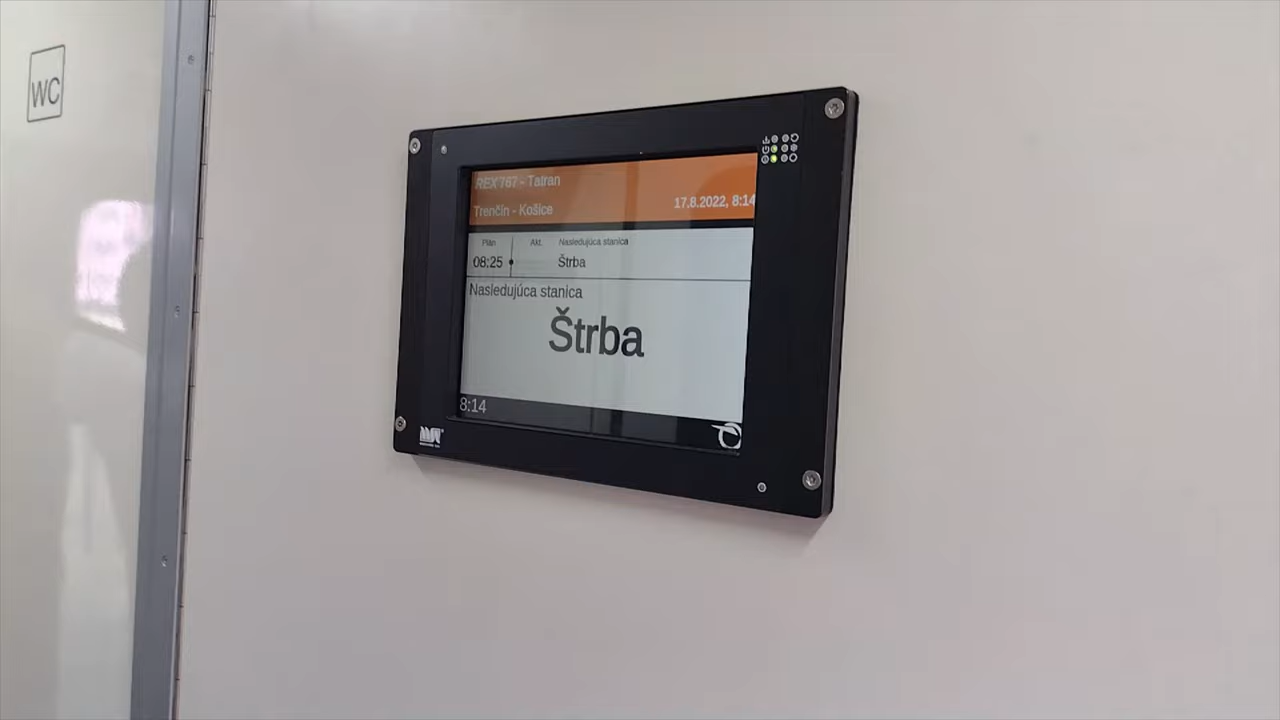 WC
REX 767 - Tatran
Trenčín - Košice
17.8.2022, 8:14
Plán Akt. Nasledujúca stanica
08:25 Štrba
Nasledujúca stanica
Štrba
8:14